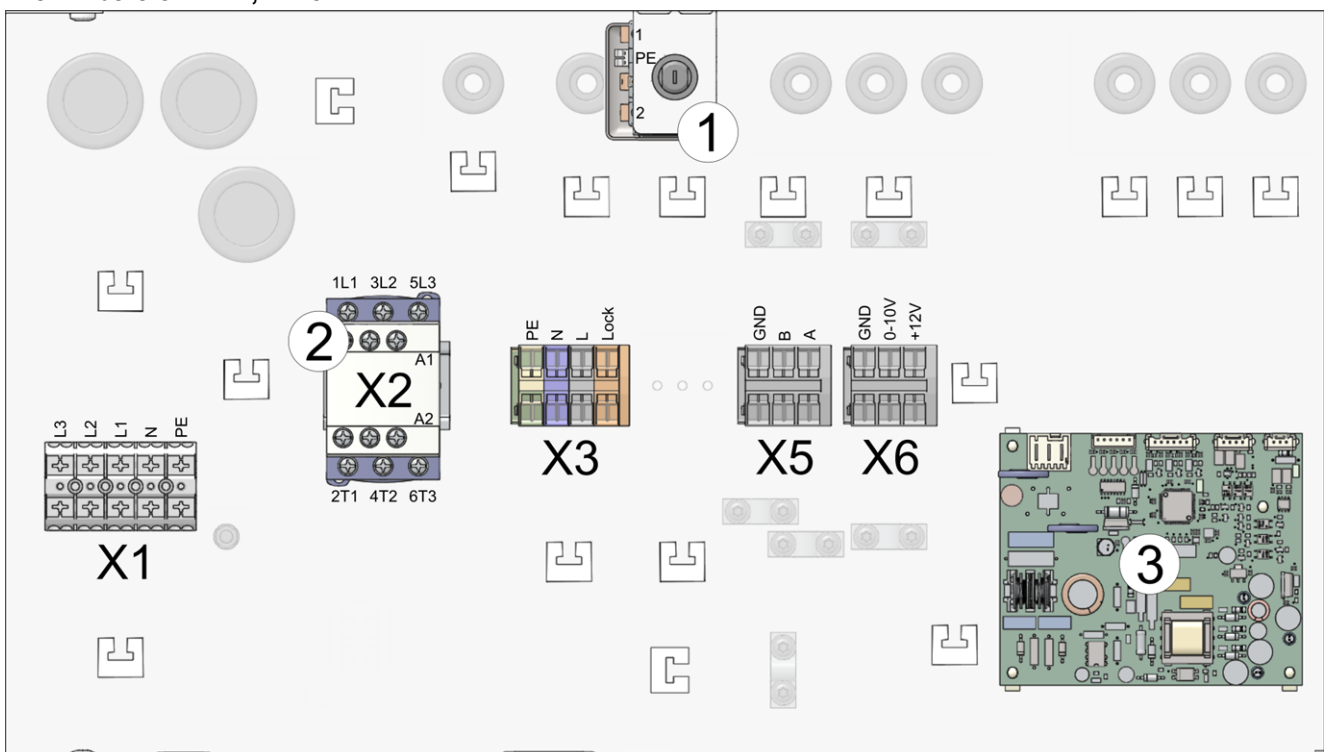 1
PE
2
1
1L1 3L2 5L3
2
A1
X2
A2
2T1 4T2 6T3
PE N L Lock
X3
GND B A
X5
GND 0-10V +12V
X6
L3 L2 L1 N PE
X1
3